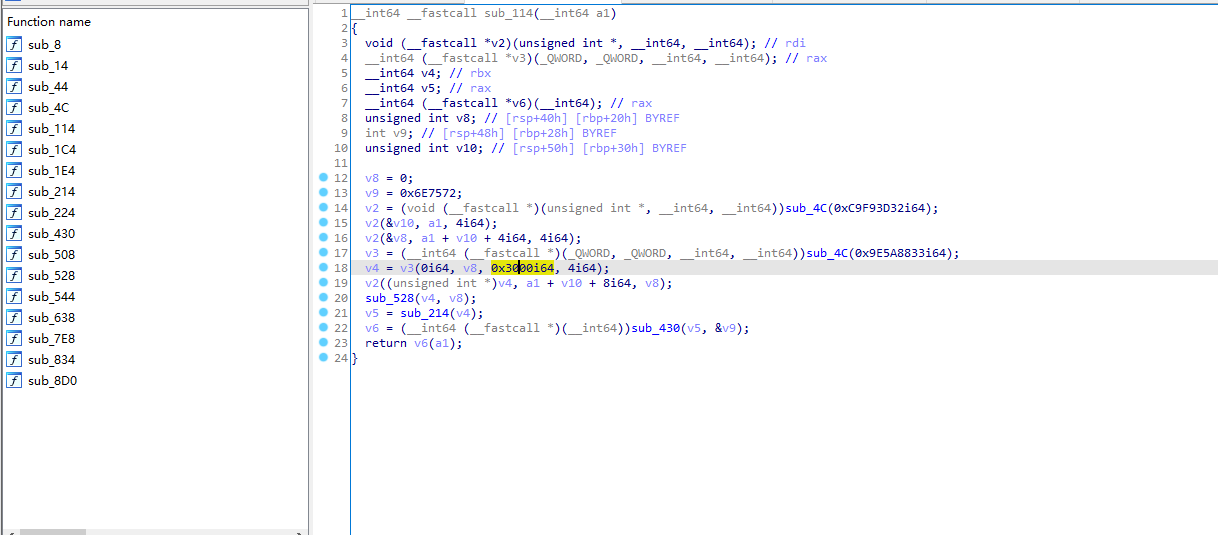 Function name
f sub_8
f sub_14
f sub_44
f sub_4C
f sub_114
f sub_1C4
f sub_1E4
f sub_214
f sub_224
f sub_430
f sub_508
f sub_528
f sub_544
f sub_638
f sub_7E8
f sub_834
f sub_8D0
1 __int64 __fastcall sub_114(__int64 a1)
2 {
3 void (__fastcall *v2)(unsigned int *, __int64, __int64); // rdi
4 __int64 (__fastcall *v3)(_QWORD, _QWORD, __int64, __int64); // rax
5 __int64 v4; // rbx
6 __int64 v5; // rax
7 __int64 (__fastcall *v6)(__int64); // rax
8 unsigned int v8; // [rsp+40h] [rbp+20h] BYREF
9 int v9; // [rsp+48h] [rbp+28h] BYREF
10 unsigned int v10; // [rsp+50h] [rbp+30h] BYREF
11
12 v8 = 0;
13 v9 = 0x6E7572;
14 v2 = (void (__fastcall *)(unsigned int *, __int64, __int64))sub_4C(0xC9F93D32i64);
15 v2(&v10, a1, 4i64);
16 v2(&v8, a1 + v10 + 4i64, 4i64);
17 v3 = (__int64 (__fastcall *)(_QWORD, _QWORD, __int64, __int64))sub_4C(0x9E5A8833i64);
18 v4 = v3(0i64, v8, 0x3000i64, 4i64);
19 v2((unsigned int *)v4, a1 + v10 + 8i64, v8);
20 sub_528(v4, v8);
21 v5 = sub_214(v4);
22 v6 = (__int64 (__fastcall *)(__int64))sub_430(v5, &v9);
23 return v6(a1);
24 }